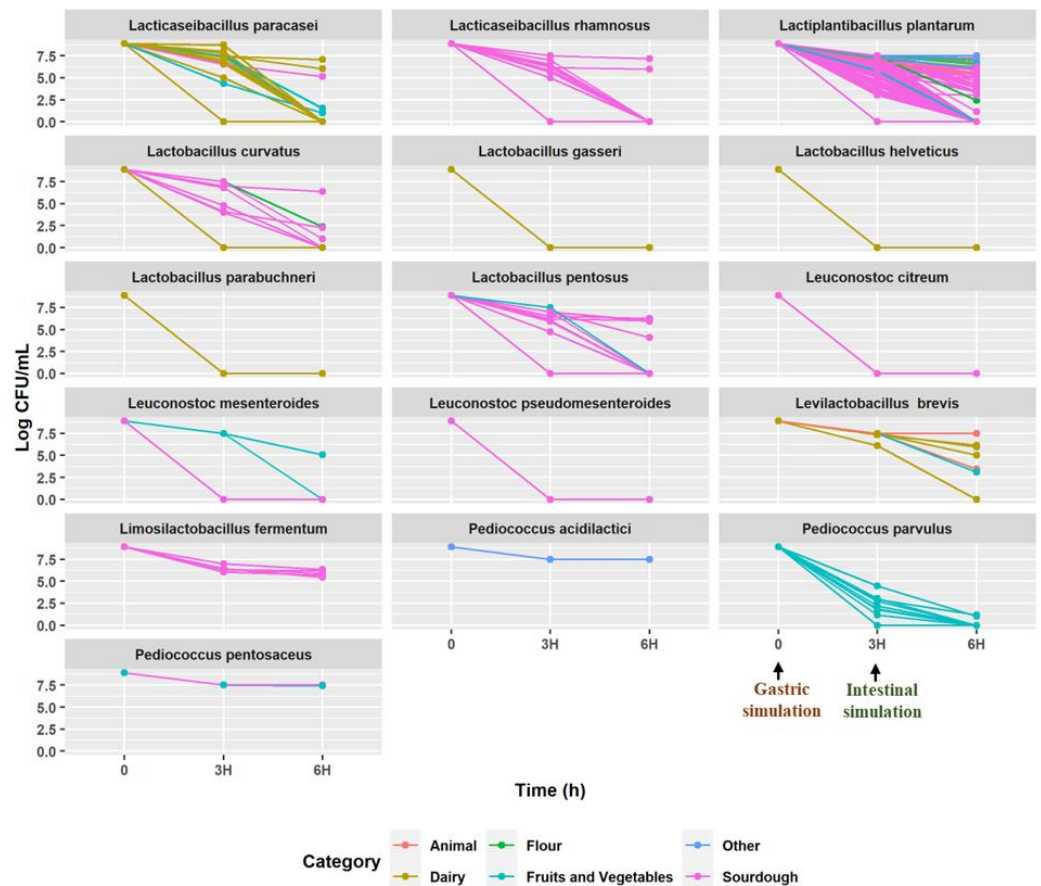 Lacticaseibacillus paracasei
Lacticaseibacillus rhamnosus
Lactiplantibacillus plantarum
7.5
5.0
2.5
0.0
Lactobacillus curvatus
Lactobacillus gasseri
Lactobacillus helveticus
7.5
5.0
2.5
0.0
Lactobacillus parabuchneri
Lactobacillus pentosus
Leuconostoc citreum
7.5
5.0
2.5
0.0
Log CFU/mL
Leuconostoc mesenteroides
Leuconostoc pseudomesenteroides
Levilactobacillus brevis
7.5
5.0
2.5
0.0
Limosilactobacillus fermentum
Pediococcus acidilactici
Pediococcus parvulus
7.5
5.0
2.5
0.0
0 3H 6H
0 3H 6H
Pediococcus pentosaceus
7.5
5.0
2.5
0.0
0 3H 6H
Gastric
simulation
Intestinal
simulation
Time (h)
Category
Animal
Flour
Other
Dairy
Fruits and Vegetables
Sourdough